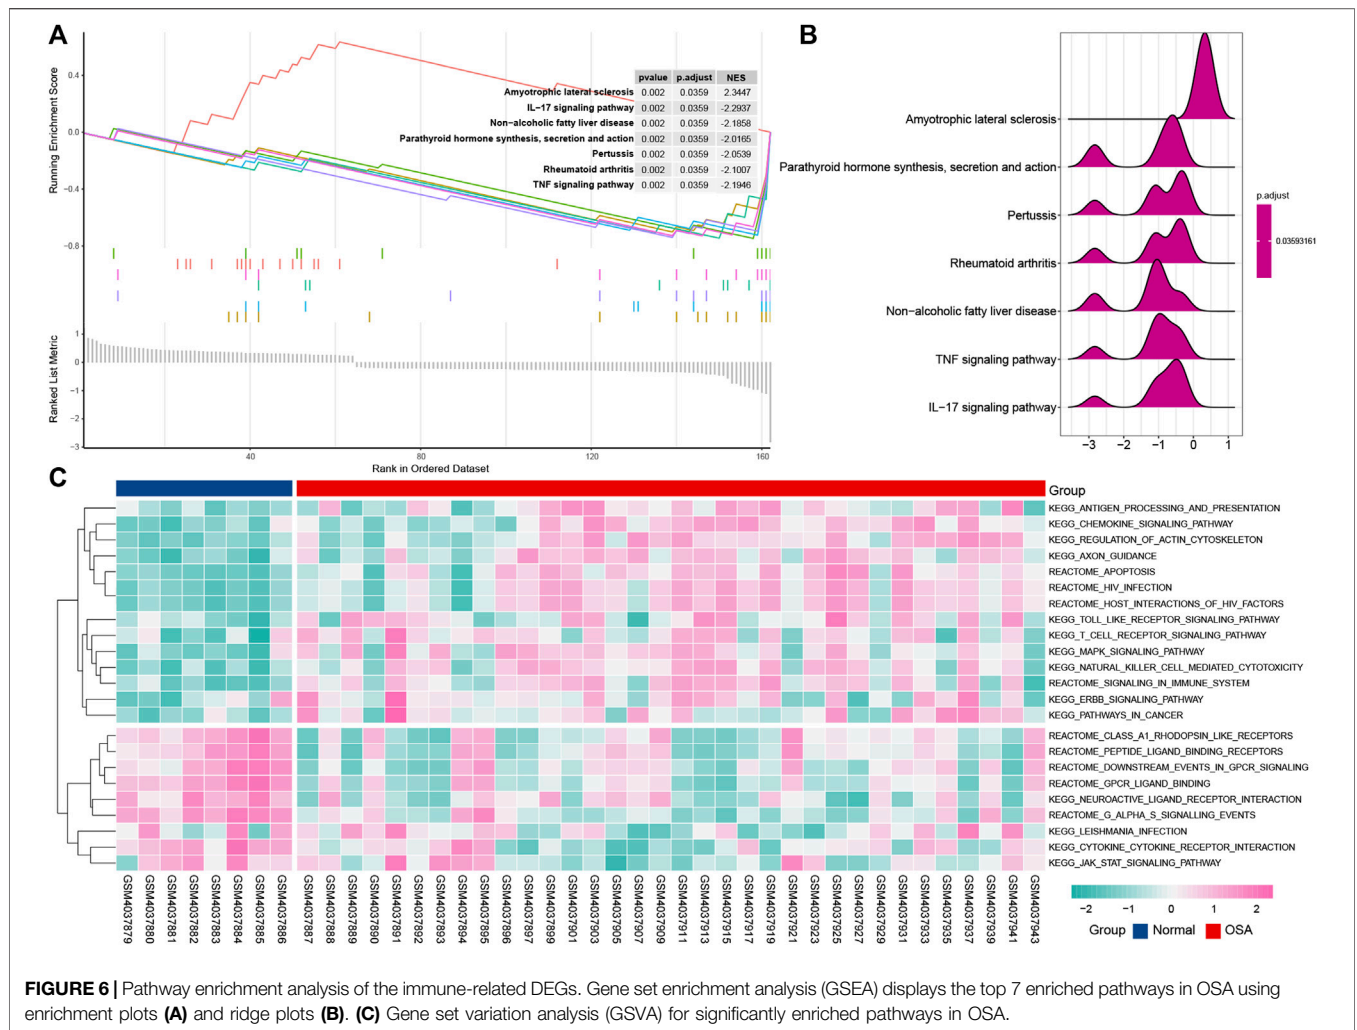 A
Running Enrichment Score
0.4
0.0
−0.4
−0.8
pvalue p.adjust NES
Amyotrophic lateral sclerosis 0.002 0.0359 2.3447
IL−17 signaling pathway 0.002 0.0359 -2.2937
Non−alcoholic fatty liver disease 0.002 0.0359 -2.1858
Parathyroid hormone synthesis, secretion and action 0.002 0.0359 -2.0165
Pertussis 0.002 0.0359 -2.0539
Rheumatoid arthritis 0.002 0.0359 -2.1007
TNF signaling pathway 0.002 0.0359 -2.1946
Ranked List Metric
1
0
−1
−2
−3
40 80 120 160
Rank in Ordered Dataset
B
Amyotrophic lateral sclerosis
Parathyroid hormone synthesis, secretion and action
Pertussis
Rheumatoid arthritis
Non−alcoholic fatty liver disease
TNF signaling pathway
IL−17 signaling pathway
−3 −2 −1 0 1
p.adjust
0.03593161
C
Group
KEGG_ANTIGEN_PROCESSING_AND_PRESENTATION
KEGG_CHEMOKINE_SIGNALING_PATHWAY
KEGG_REGULATION_OF_ACTIN_CYTOSKELETON
KEGG_AXON_GUIDANCE
REACTOME_APOPTOSIS
REACTOME_HIV_INFECTION
REACTOME_HOST_INTERACTIONS_OF_HIV_FACTORS
KEGG_TOLL_LIKE_RECEPTOR_SIGNALING_PATHWAY
KEGG_T_CELL_RECEPTOR_SIGNALING_PATHWAY
KEGG_MAPK_SIGNALING_PATHWAY
KEGG_NATURAL_KILLER_CELL_MEDIATED_CYTOTOXICITY
REACTOME_SIGNALING_IN_IMMUNE_SYSTEM
KEGG_ERBB_SIGNALING_PATHWAY
KEGG_PATHWAYS_IN_CANCER
REACTOME_CLASS_A1_RHODOPSIN_LIKE_RECEPTORS
REACTOME_PEPTIDE_LIGAND_BINDING_RECEPTORS
REACTOME_DOWNSTREAM_EVENTS_IN_GPCR_SIGNALING
REACTOME_GPCR_LIGAND_BINDING
KEGG_NEUROACTIVE_LIGAND_RECEPTOR_INTERACTION
REACTOME_G_ALPHA_S_SIGNALLING_EVENTS
KEGG_LEISHMANIA_INFECTION
KEGG_CYTOKINE_CYTOKINE_RECEPTOR_INTERACTION
KEGG_JAK_STAT_SIGNALING_PATHWAY
GSM4037879
GSM4037880
GSM4037881
GSM4037882
GSM4037883
GSM4037884
GSM4037885
GSM4037886
GSM4037887
GSM4037888
GSM4037889
GSM4037890
GSM4037891
GSM4037892
GSM4037893
GSM4037894
GSM4037895
GSM4037896
GSM4037897
GSM4037899
GSM4037901
GSM4037903
GSM4037905
GSM4037907
GSM4037909
GSM4037911
GSM4037913
GSM4037915
GSM4037917
GSM4037919
GSM4037921
GSM4037923
GSM4037925
GSM4037927
GSM4037929
GSM4037931
GSM4037933
GSM4037935
GSM4037937
GSM4037939
GSM4037941
GSM4037943
−2 −1 0 1 2
Group Normal OSA
FIGURE 6 | Pathway enrichment analysis of the immune-related DEGs. Gene set enrichment analysis (GSEA) displays the top 7 enriched pathways in OSA using
enrichment plots (A) and ridge plots (B). (C) Gene set variation analysis (GSVA) for significantly enriched pathways in OSA.